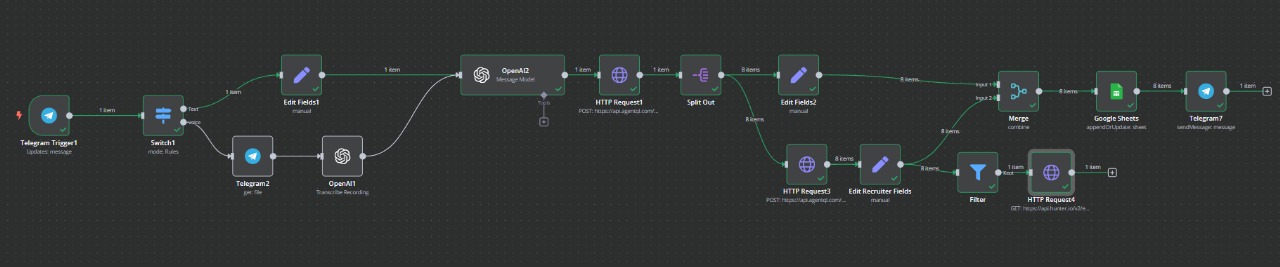 Telegram Trigger1
Updates: message
1 item
Switch1
mode: Rules
Text
voice
1 item
Edit Fields1
manual
1 item
Telegram2
get: file
OpenAI1
Transcribe Recording
OpenAI2
Message Model
Tools
1 item
HTTP Request1
POST: https://api.agentql.com/...
1 item
Split Out
8 items
8 items
Edit Fields2
manual
8 items
HTTP Request3
POST: https://api.agentql.com/...
8 items
Edit Recruiter Fields
manual
8 items
8 items
Input 1
Input 2
Merge
combine
8 items
Google Sheets
appendOrUpdate: sheet
8 items
Telegram7
sendMessage: message
1 item
Filter
1 item
Kept
HTTP Request4
GET: https://api.hunter.io/v2/e...
1 item